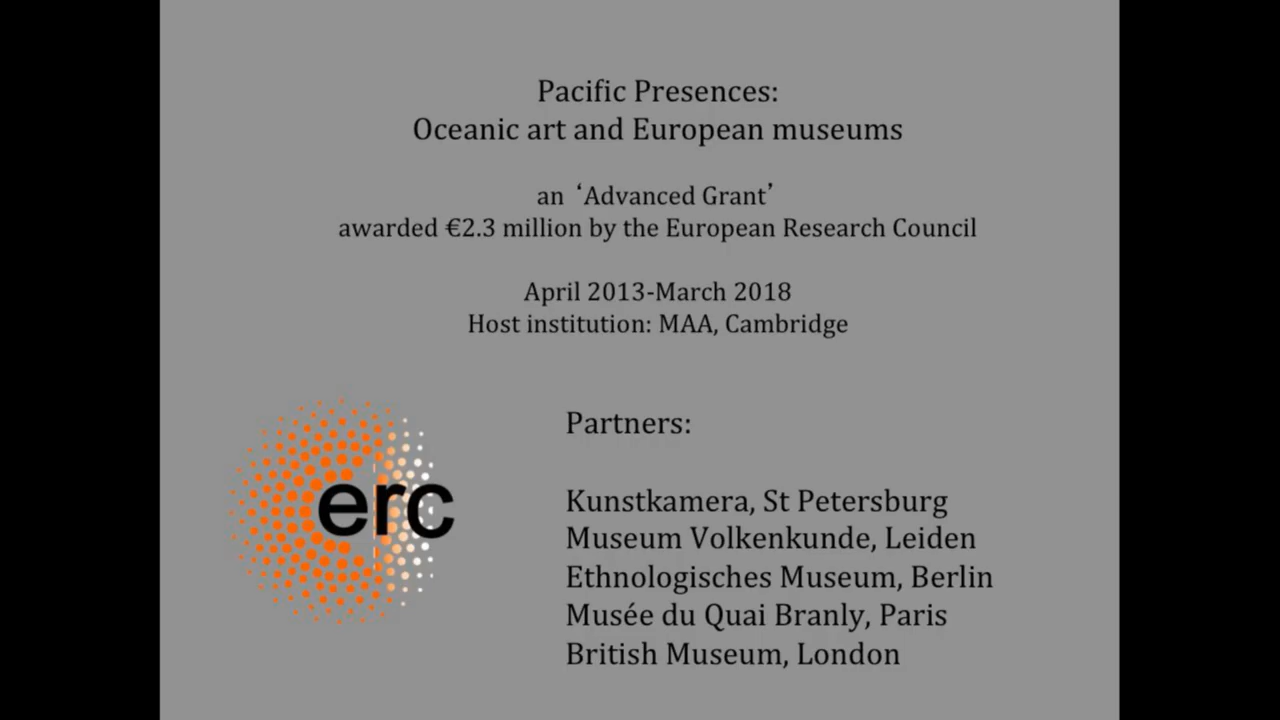 Pacific Presences:
Oceanic art and European museums
an ‘Advanced Grant’
awarded €2.3 million by the European Research Council
April 2013-March 2018
Host institution: MAA, Cambridge
erc
Partners:
Kunstkamera, St Petersburg
Museum Volkenkunde, Leiden
Ethnologisches Museum, Berlin
Musée du Quai Branly, Paris
British Museum, London